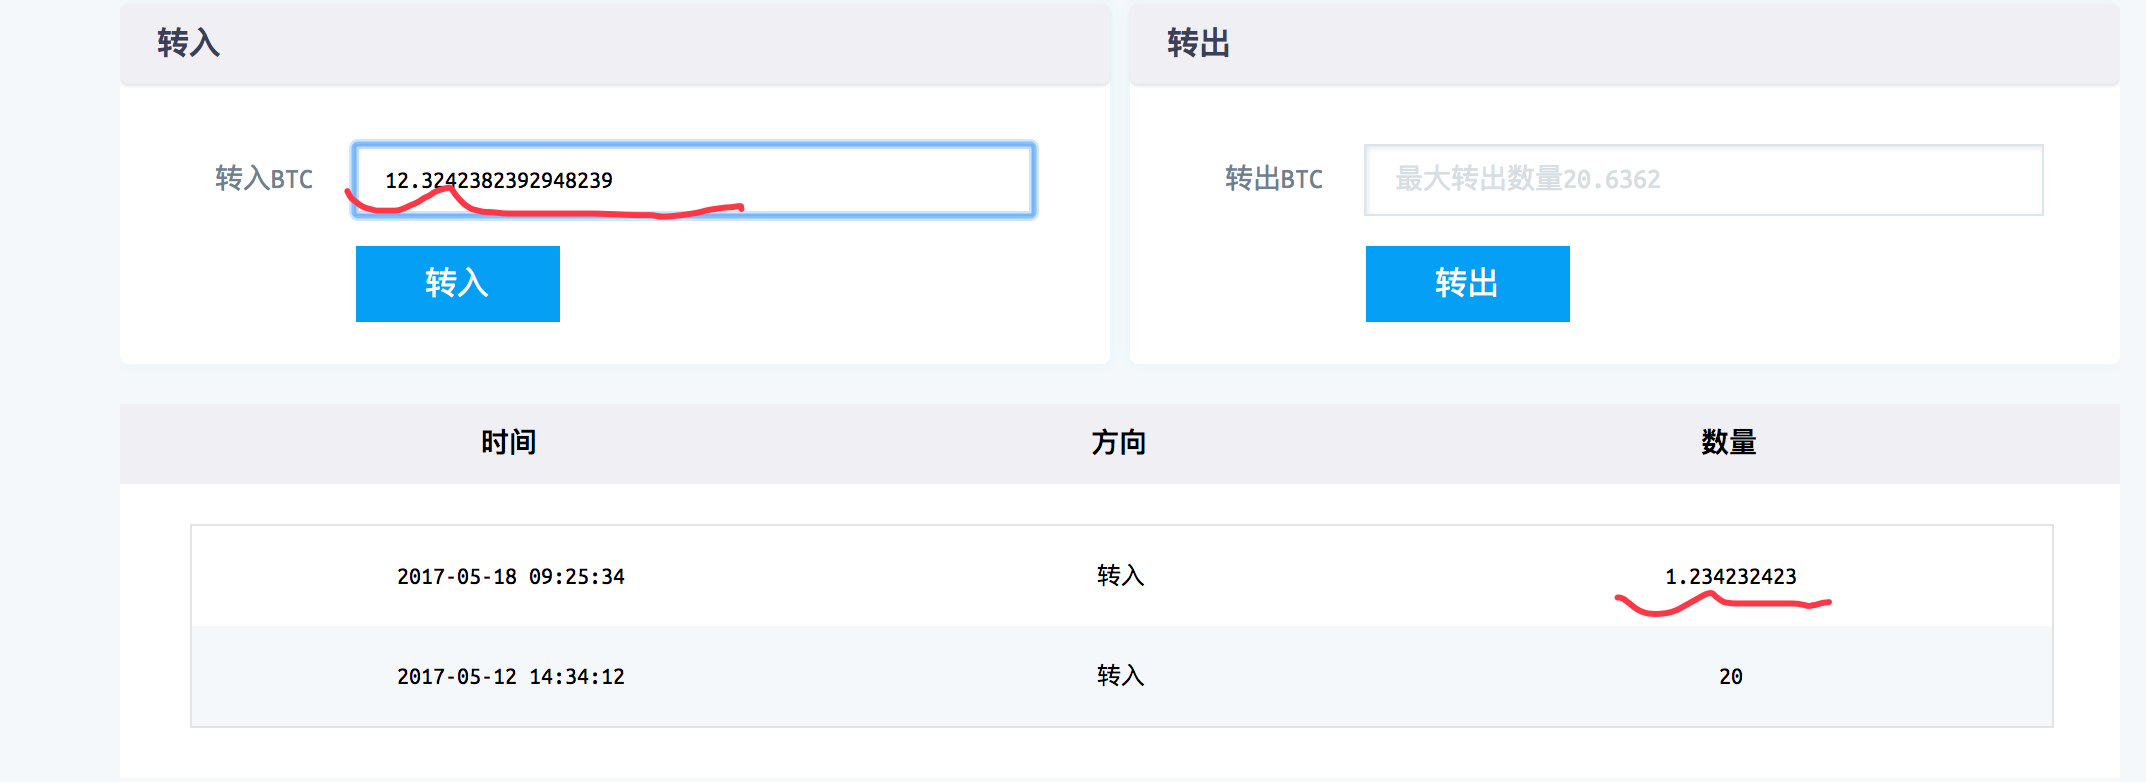 转入
转出
转入BTC 12.3242382392948239
转出BTC 最大转出数量20.6362
转入
转出
时间 方向 数量
2017-05-18 09:25:34 转入 1.234232423
2017-05-12 14:34:12 转入 20